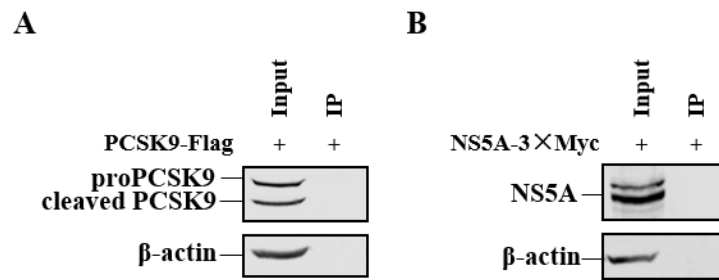 A
Input
IP
PCSK9-Flag + +
proPCSK9
cleaved PCSK9
β-actin
B
Input
IP
NS5A-3×Myc + +
NS5A
β-actin